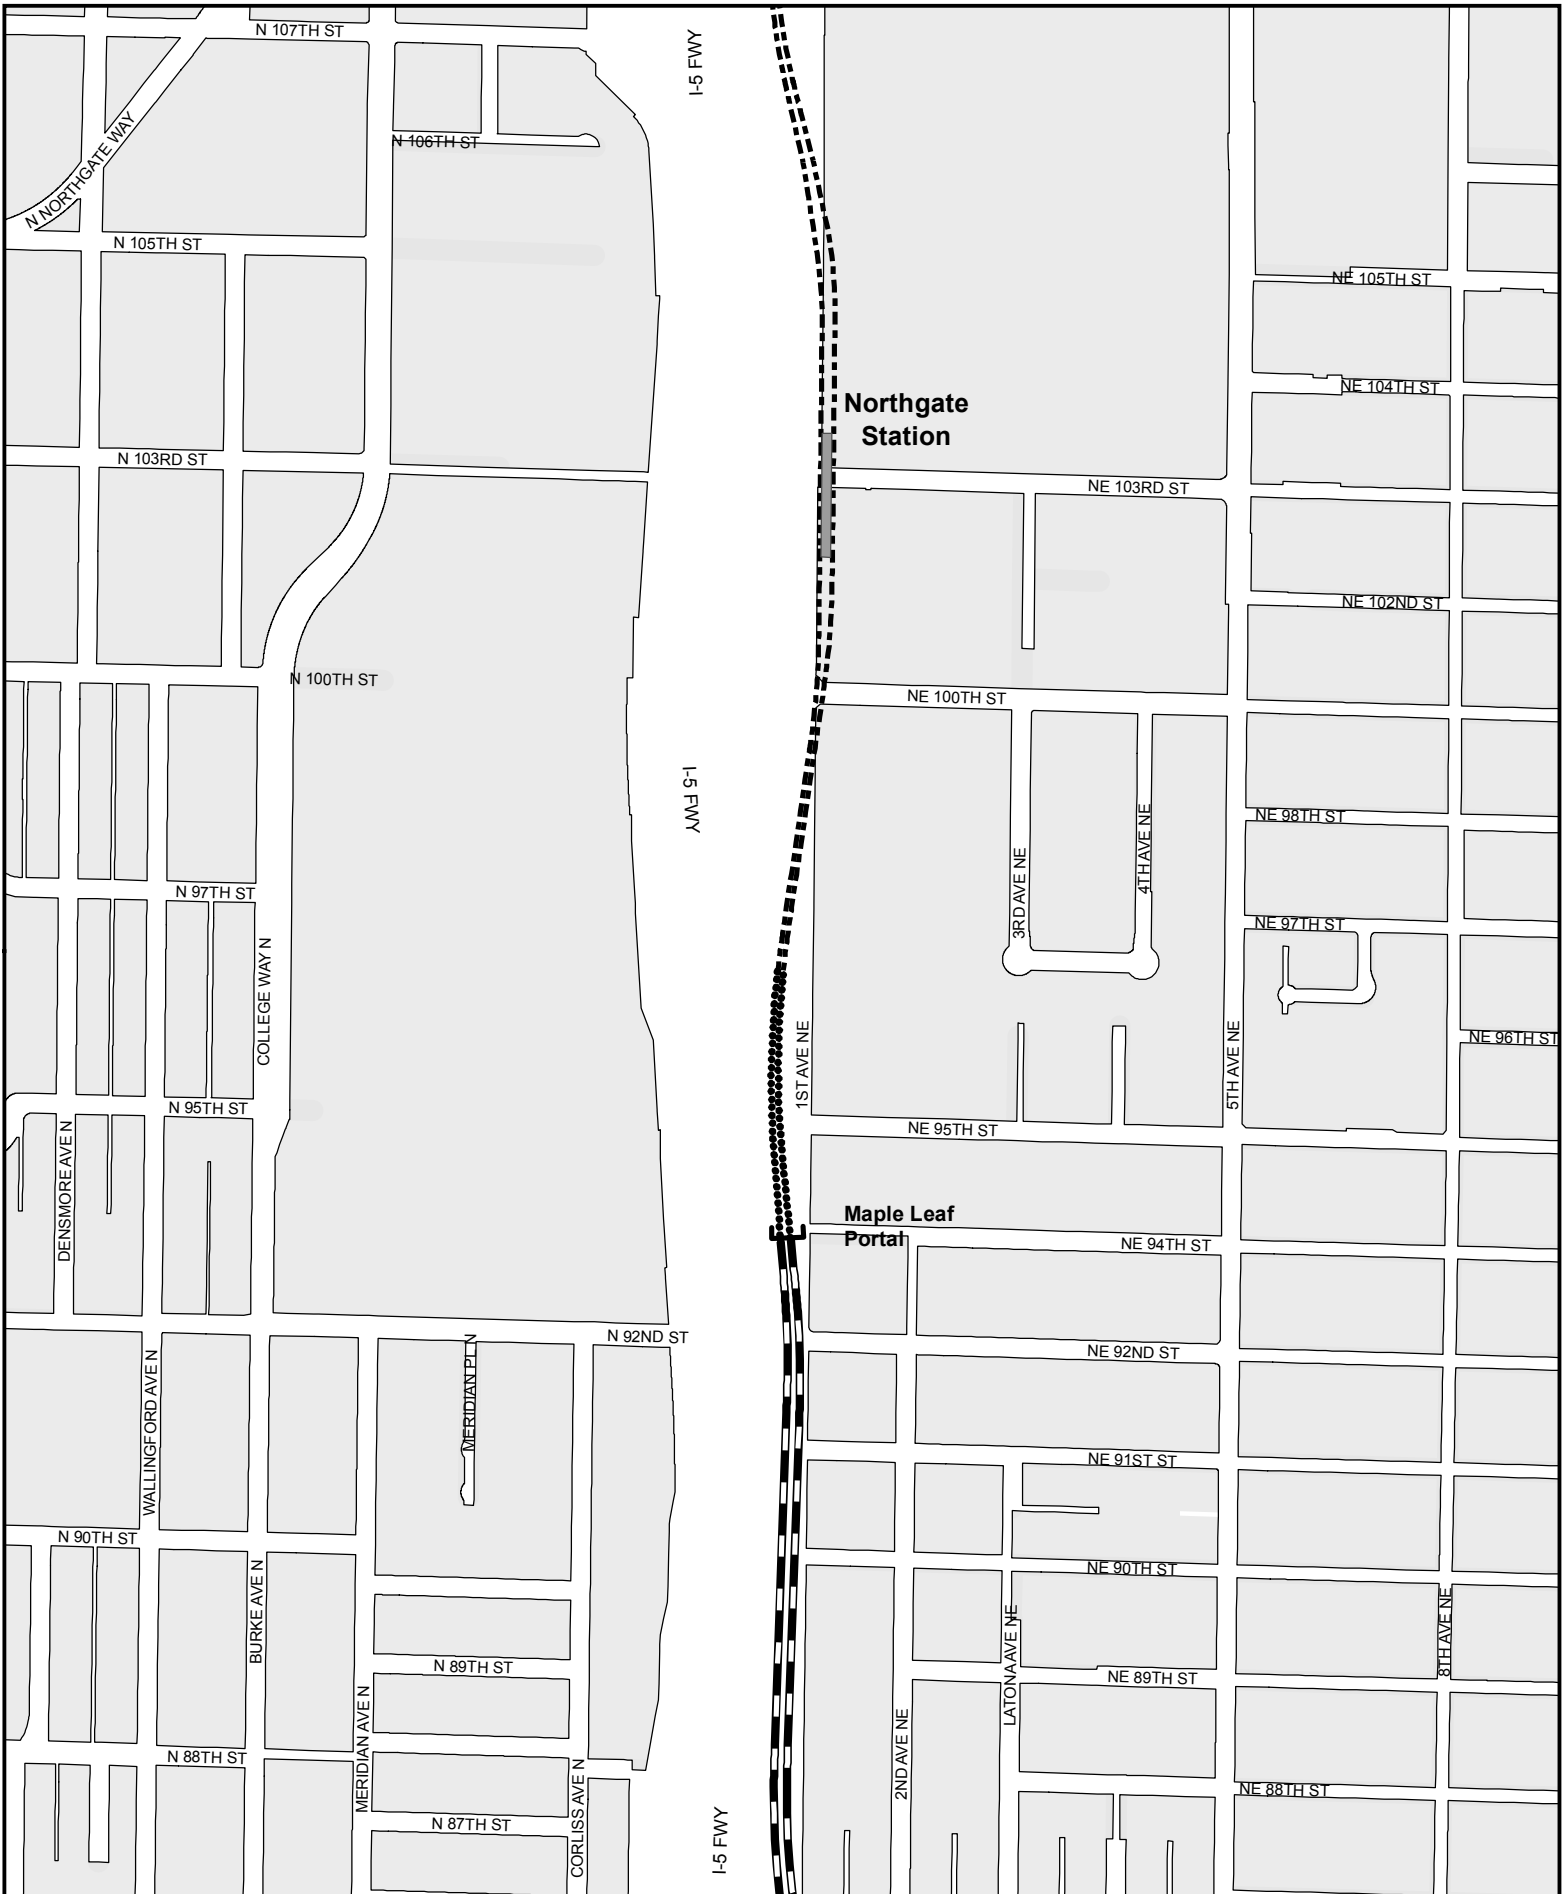 N 107TH ST
I-5 FWY
N NORTHGATE WAY
N 106TH ST
N 105TH ST
NE 105TH ST
NE 104TH ST
Northgate
Station
N 103RD ST
NE 103RD ST
NE 102ND ST
N 100TH ST
NE 100TH ST
I-5 FWY
NE 98TH ST
4TH AVE NE
3RD AVE NE
N 97TH ST
NE 97TH ST
COLLEGE WAY N
1ST AVE NE
5TH AVE NE
NE 96TH ST
N 95TH ST
NE 95TH ST
DENSMORE AVE N
Maple Leaf
Portal
NE 94TH ST
N 92ND ST
NE 92ND ST
MERIDIAN PL N
WALLINGFORD AVE N
NE 91ST ST
N 90TH ST
NE 90TH ST
BURKE AVE N
LATONA AVE NE
8TH AVE NE
N 89TH ST
NE 89TH ST
MERIDIAN AVE N
2ND AVE NE
N 88TH ST
NE 88TH ST
CORLISS AVE N
N 87TH ST
I-5 FWY